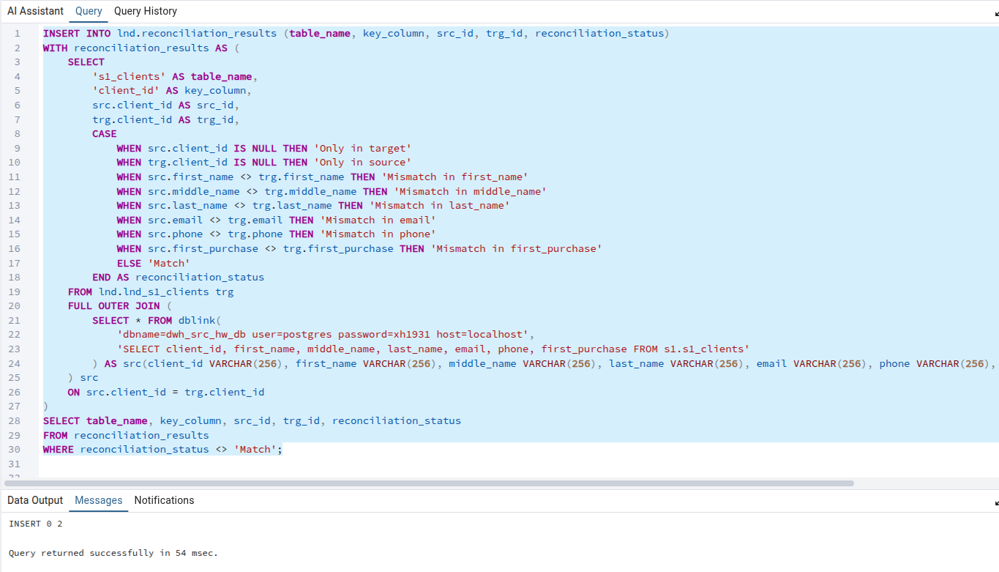 AI Assistant Query Query History
1 INSERT INTO lnd.reconciliation_results (table_name, key_column, src_id, trg_id, reconciliation_status)
2 WITH reconciliation_results AS (
3 SELECT
4 's1_clients' AS table_name,
5 'client_id' AS key_column,
6 src.client_id AS src_id,
7 trg.client_id AS trg_id,
8 CASE
9 WHEN src.client_id IS NULL THEN 'Only in target'
10 WHEN trg.client_id IS NULL THEN 'Only in source'
11 WHEN src.first_name <> trg.first_name THEN 'Mismatch in first_name'
12 WHEN src.middle_name <> trg.middle_name THEN 'Mismatch in middle_name'
13 WHEN src.last_name <> trg.last_name THEN 'Mismatch in last_name'
14 WHEN src.email <> trg.email THEN 'Mismatch in email'
15 WHEN src.phone <> trg.phone THEN 'Mismatch in phone'
16 WHEN src.first_purchase <> trg.first_purchase THEN 'Mismatch in first_purchase'
17 ELSE 'Match'
18 END AS reconciliation_status
19 FROM lnd.lnd_s1_clients trg
20 FULL OUTER JOIN (
21 SELECT * FROM dblink(
22 'dbname=dwh_src_hw_db user=postgres password=xh1931 host=localhost',
23 'SELECT client_id, first_name, middle_name, last_name, email, phone, first_purchase FROM s1.s1_clients'
24 ) AS src(client_id VARCHAR(256), first_name VARCHAR(256), middle_name VARCHAR(256), last_name VARCHAR(256), email VARCHAR(256), phone VARCHAR(256),
25 ) src
26 ON src.client_id = trg.client_id
27 )
28 SELECT table_name, key_column, src_id, trg_id, reconciliation_status
29 FROM reconciliation_results
30 WHERE reconciliation_status <> 'Match';
31
32
Data Output Messages Notifications
INSERT 0 2
Query returned successfully in 54 msec.